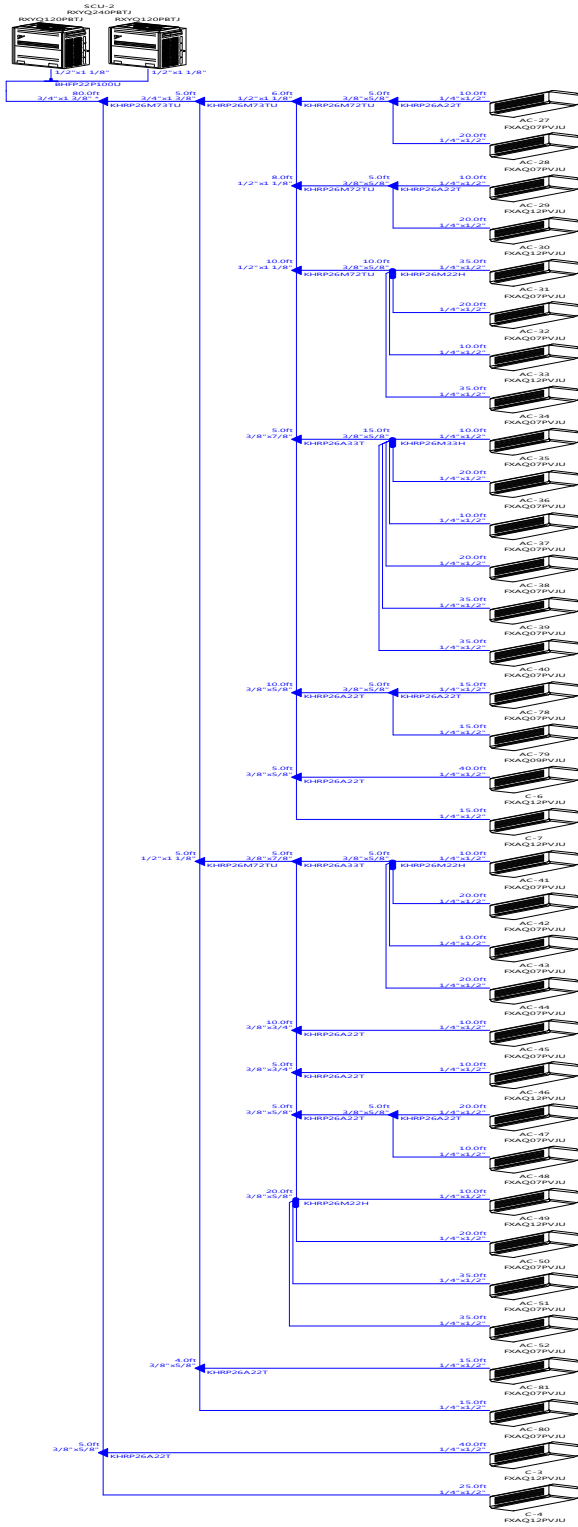 SCU-2
RXYQ240PBTJ
RXYQ120PBTJ RXYQ120PBTJ
1/2"x1 1/8" 1/2"x1 1/8"
BHFP22P100U
80.0ft 5.0ft 6.0ft 5.0ft 10.0ft
3/4"x1 3/8" * 3/4"x1 3/8" 1/2"x1 1/8" 3/8"x5/8" 1/4"x1/2"
KHRP26M73TU KHRP26M73TU KHRP26M72TU KHRP26A22T
AC-27
FXAQ07PVJU
20.0ft
1/4"x1/2"
AC-28
FXAQ07PVJU
8.0ft 5.0ft 10.0ft
1/2"x1 1/8" 3/8"x5/8" 1/4"x1/2"
KHRP26M72TU KHRP26A22T
AC-29
FXAQ12PVJU
20.0ft
1/4"x1/2"
AC-30
FXAQ12PVJU
10.0ft 10.0ft 35.0ft
1/2"x1 1/8" 3/8"x5/8" 1/4"x1/2"
KHRP26M72TU KHRP26M22H
AC-31
FXAQ07PVJU
20.0ft
1/4"x1/2"
AC-32
FXAQ07PVJU
10.0ft
1/4"x1/2"
AC-33
FXAQ12PVJU
35.0ft
1/4"x1/2"
AC-34
FXAQ07PVJU
5.0ft 15.0ft 10.0ft
3/8"x7/8" 3/8"x5/8" 1/4"x1/2"
KHRP26A33T KHRP26M33H
AC-35
FXAQ07PVJU
20.0ft
1/4"x1/2"
AC-36
FXAQ07PVJU
10.0ft
1/4"x1/2"
AC-37
FXAQ07PVJU
20.0ft
1/4"x1/2"
AC-38
FXAQ07PVJU
35.0ft
1/4"x1/2"
AC-39
FXAQ07PVJU
35.0ft
1/4"x1/2"
AC-40
FXAQ07PVJU
10.0ft 5.0ft 15.0ft
3/8"x5/8" 3/8"x5/8" 1/4"x1/2"
KHRP26A22T KHRP26A22T
AC-78
FXAQ07PVJU
15.0ft
1/4"x1/2"
AC-79
FXAQ09PVJU
5.0ft 40.0ft
3/8"x5/8" 1/4"x1/2"
KHRP26A22T
C-6
FXAQ12PVJU
15.0ft
1/4"x1/2"
C-7
FXAQ12PVJU
5.0ft 5.0ft 5.0ft 10.0ft
1/2"x1 1/8" 3/8"x7/8" 3/8"x5/8" 1/4"x1/2"
KHRP26M72TU KHRP26A33T KHRP26M22H
AC-41
FXAQ07PVJU
20.0ft
1/4"x1/2"
AC-42
FXAQ07PVJU
10.0ft
1/4"x1/2"
AC-43
FXAQ07PVJU
20.0ft
1/4"x1/2"
AC-44
FXAQ07PVJU
10.0ft 10.0ft
3/8"x3/4" 1/4"x1/2"
KHRP26A22T
AC-45
FXAQ07PVJU
5.0ft 10.0ft
3/8"x3/4" 1/4"x1/2"
KHRP26A22T
AC-46
FXAQ12PVJU
5.0ft 5.0ft 20.0ft
3/8"x5/8" 3/8"x5/8" 1/4"x1/2"
KHRP26A22T KHRP26A22T
AC-47
FXAQ07PVJU
10.0ft
1/4"x1/2"
AC-48
FXAQ07PVJU
20.0ft 10.0ft
3/8"x5/8" 1/4"x1/2"
KHRP26M22H
AC-49
FXAQ12PVJU
20.0ft
1/4"x1/2"
AC-50
FXAQ07PVJU
35.0ft
1/4"x1/2"
AC-51
FXAQ07PVJU
35.0ft
1/4"x1/2"
AC-52
FXAQ07PVJU
4.0ft 15.0ft
3/8"x5/8" 1/4"x1/2"
KHRP26A22T
AC-81
FXAQ07PVJU
15.0ft
1/4"x1/2"
AC-80
FXAQ07PVJU
5.0ft 40.0ft
3/8"x5/8" 1/4"x1/2"
KHRP26A22T
C-3
FXAQ12PVJU
25.0ft
1/4"x1/2"
C-4
FXAQ12PVJU